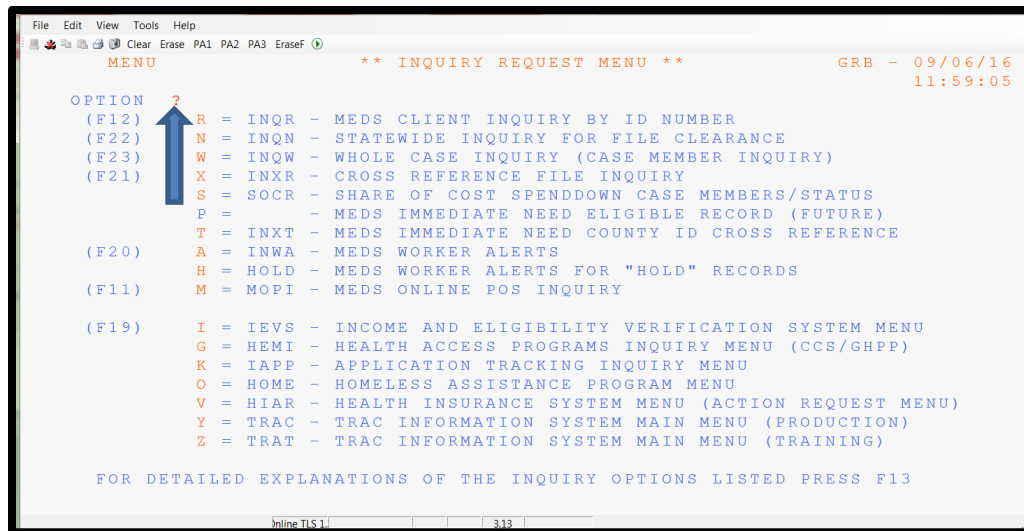 File Edit View Tools Help
Clear Erase PA1 PA2 PA3 EraseF
MENU ** INQUIRY REQUEST MENU ** GRB - 09/06/16
11:59:05
OPTION ?
(F12) R = INQR - MEDS CLIENT INQUIRY BY ID NUMBER
(F22) N = INQN - STATEWIDE INQUIRY FOR FILE CLEARANCE
(F23) W = INQW - WHOLE CASE INQUIRY (CASE MEMBER INQUIRY)
(F21) X = INXR - CROSS REFERENCE FILE INQUIRY
S = SOCR - SHARE OF COST SPENDDOWN CASE MEMBERS/STATUS
P = - MEDS IMMEDIATE NEED ELIGIBLE RECORD (FUTURE)
T = INXT - MEDS IMMEDIATE NEED COUNTY ID CROSS REFERENCE
(F20) A = INWA - MEDS WORKER ALERTS
H = HOLD - MEDS WORKER ALERTS FOR "HOLD" RECORDS
(F11) M = MOPI - MEDS ONLINE POS INQUIRY
(F19) I = IEVS - INCOME AND ELIGIBILITY VERIFICATION SYSTEM MENU
G = HEMI - HEALTH ACCESS PROGRAMS INQUIRY MENU (CCS/GHPP)
K = IAPP - APPLICATION TRACKING INQUIRY MENU
O = HOME - HOMELESS ASSISTANCE PROGRAM MENU
V = HIAR - HEALTH INSURANCE SYSTEM MENU (ACTION REQUEST MENU)
Y = TRAC - TRAC INFORMATION SYSTEM MAIN MENU (PRODUCTION)
Z = TRAT - TRAC INFORMATION SYSTEM MAIN MENU (TRAINING)
FOR DETAILED EXPLANATIONS OF THE INQUIRY OPTIONS LISTED PRESS F13
TLS 3,13